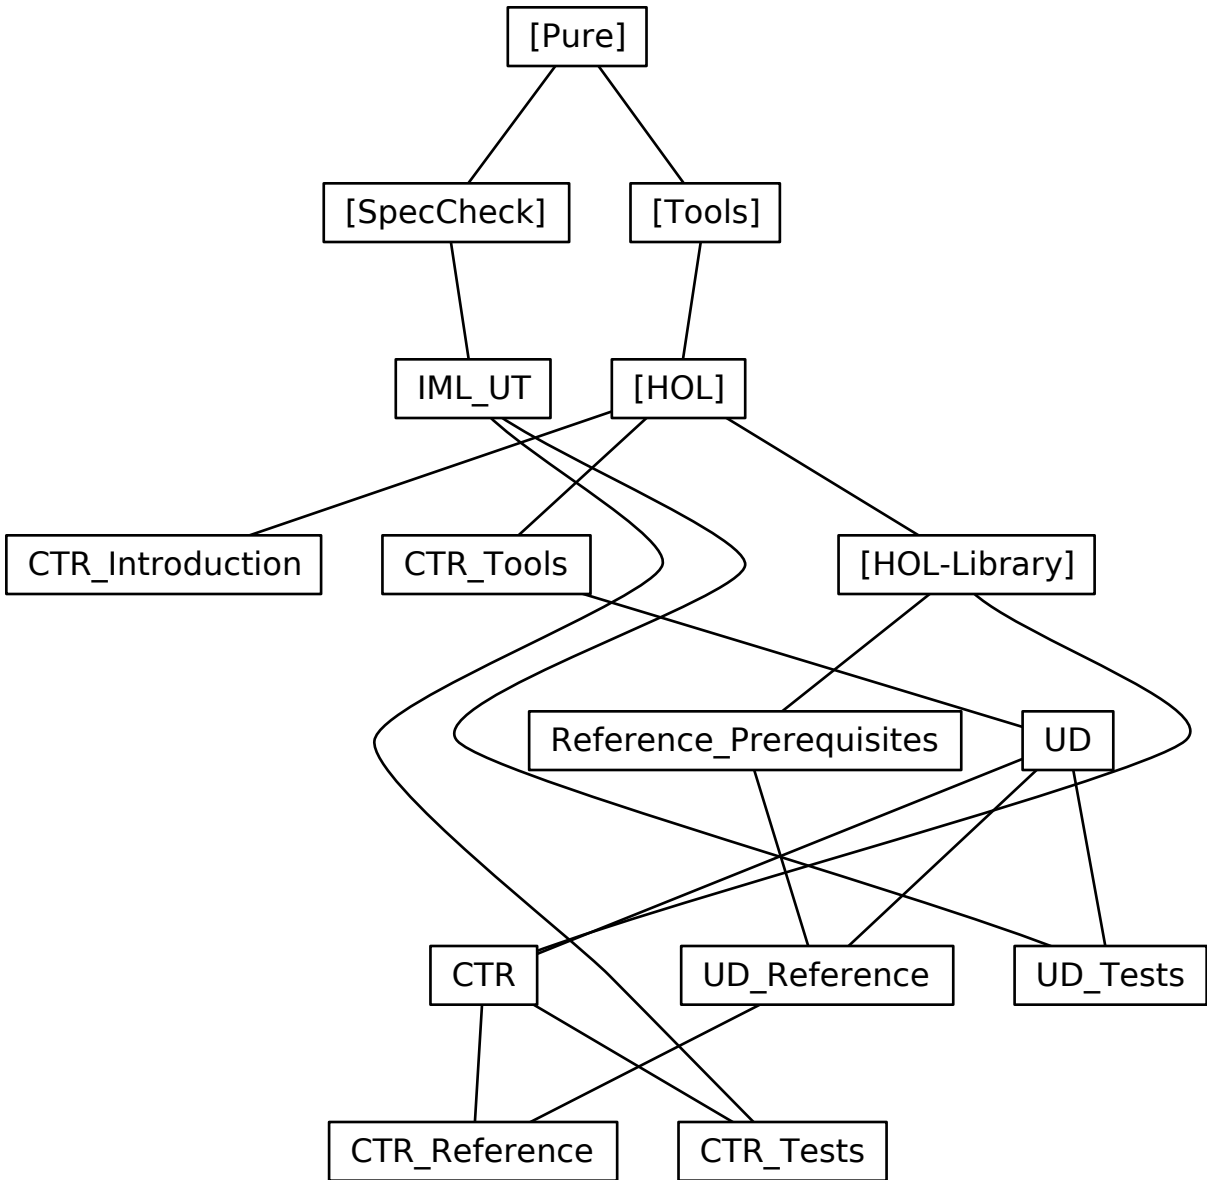 [Pure]
[SpecCheck]
[Tools]
IML_UT
[HOL]
CTR_Introduction
CTR_Tools
[HOL-Library]
Reference_Prerequisites
UD
CTR
UD_Reference
UD_Tests
CTR_Reference
CTR_Tests